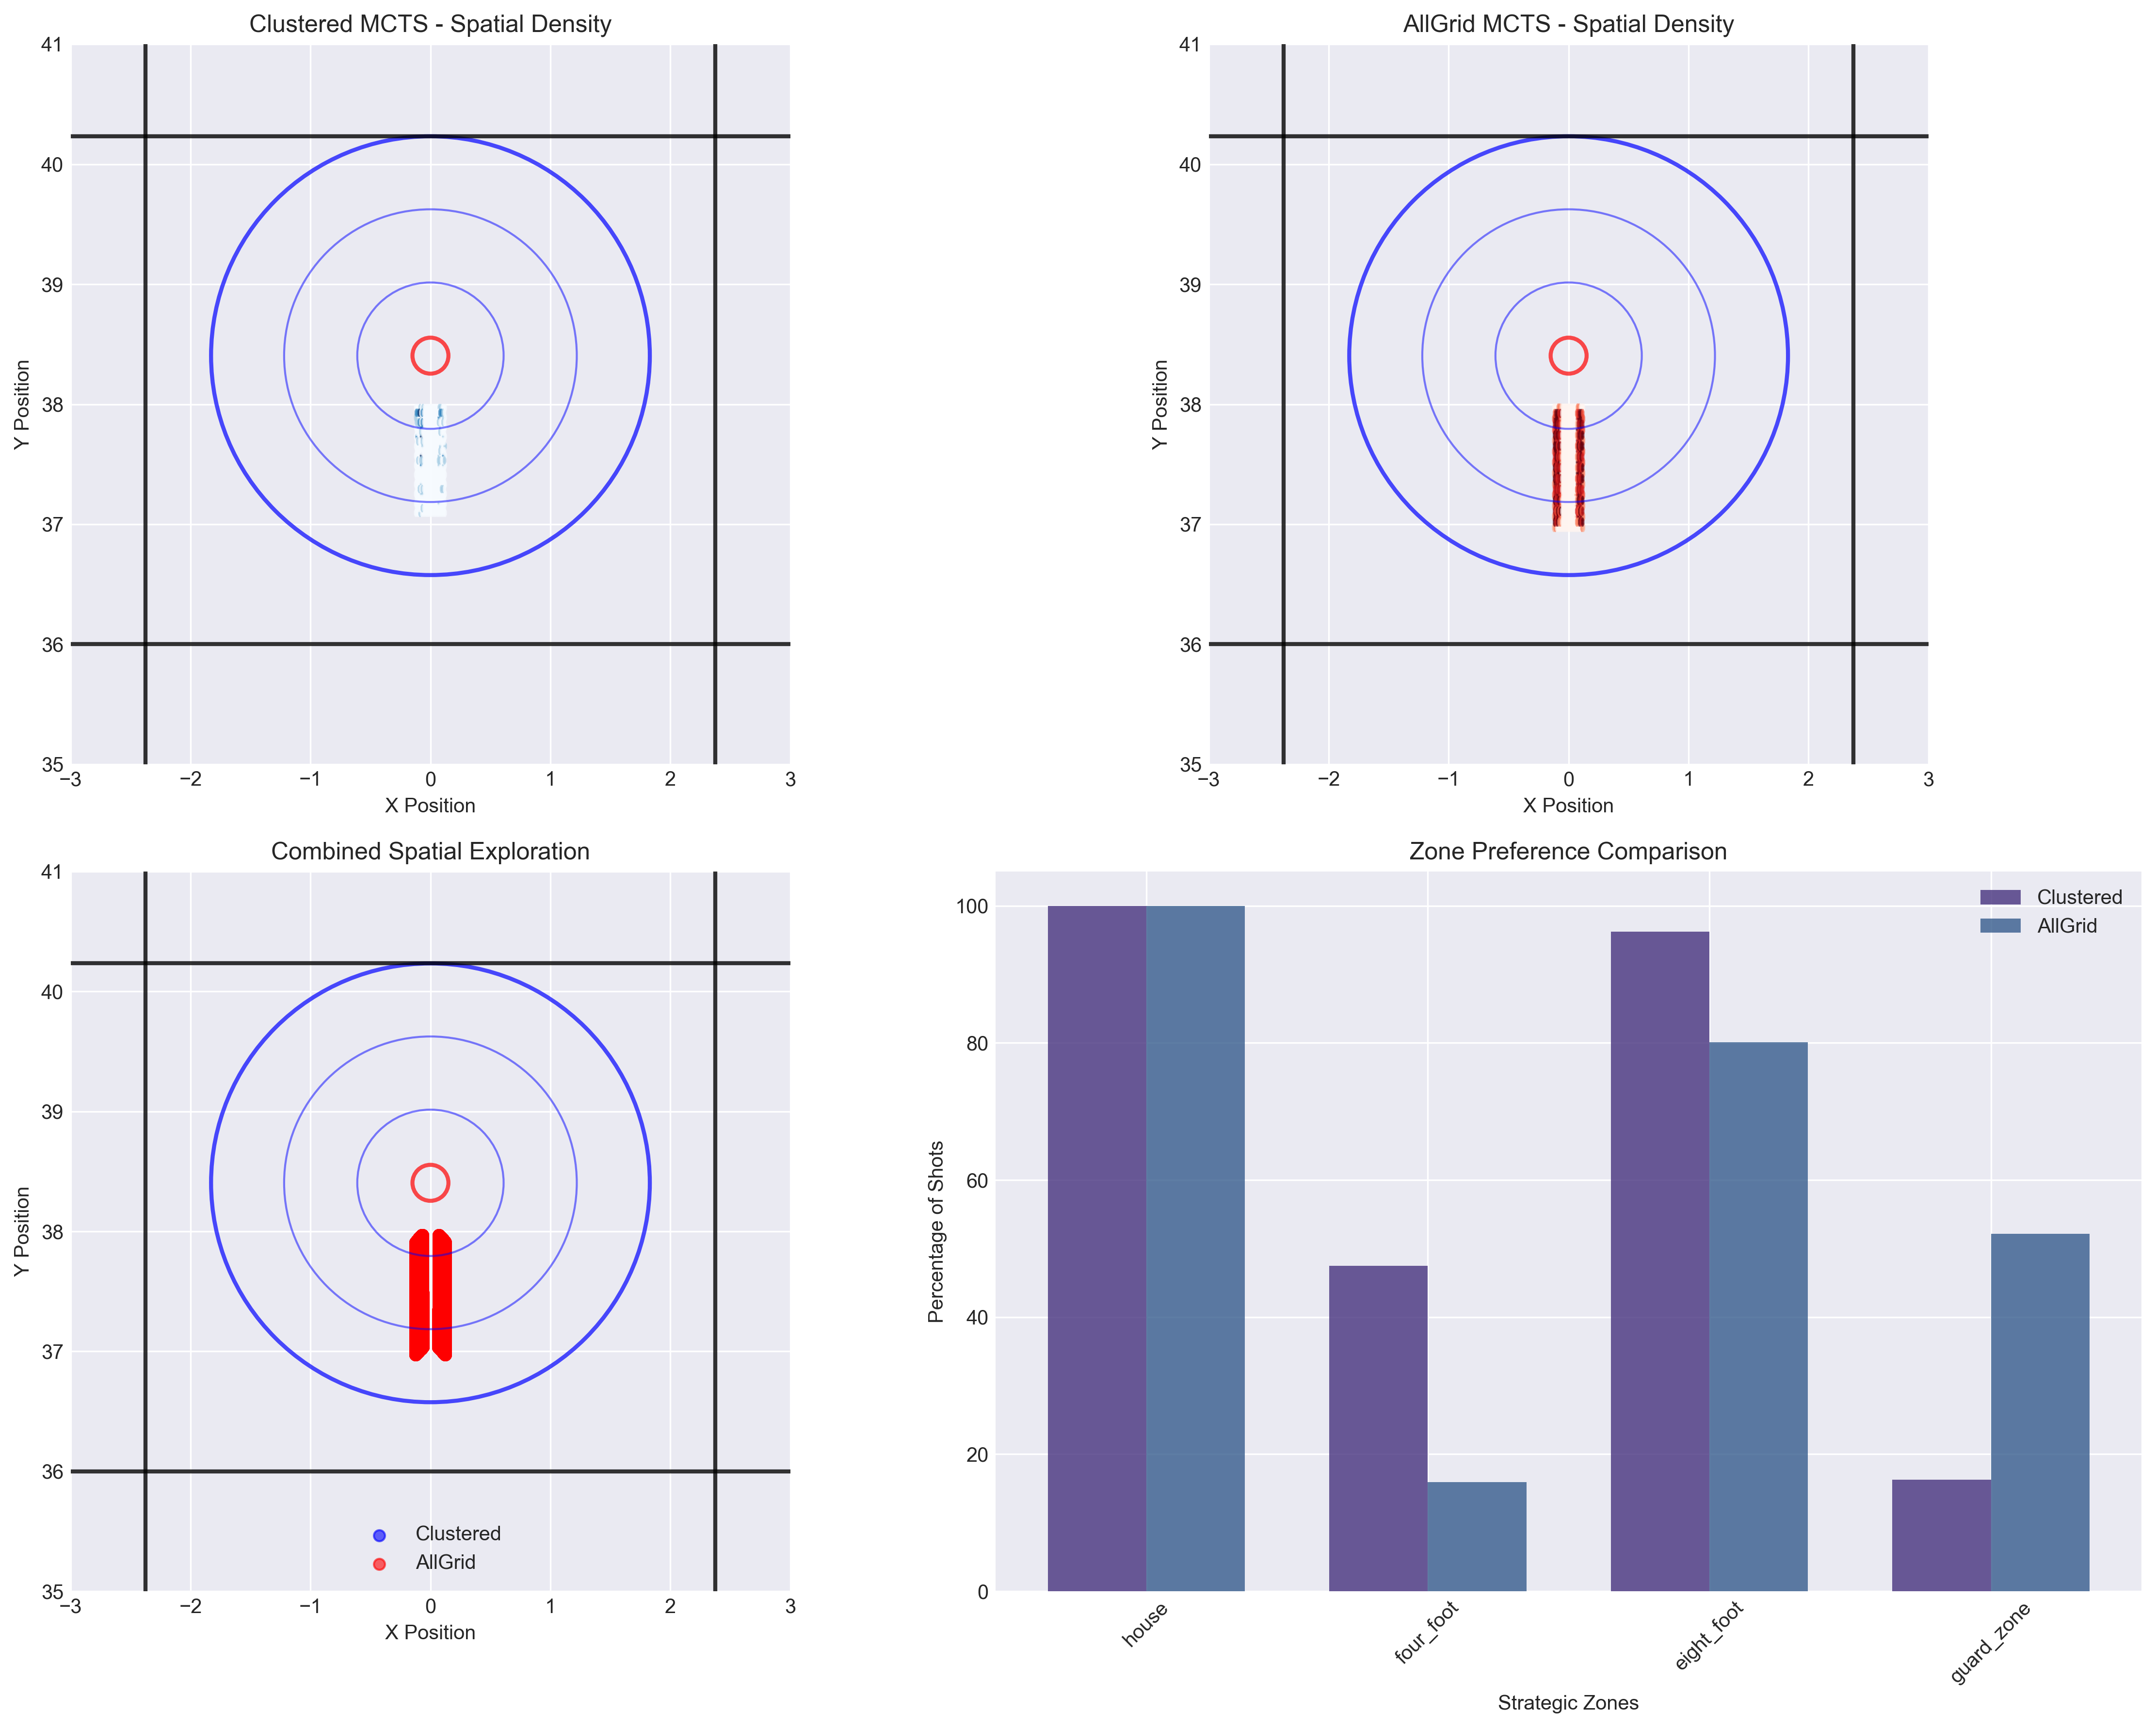 Clustered MCTS - Spatial Density
41
40
39
38
37
36
35
Y Position
−3 −2 −1 0 1 2 3
X Position
AllGrid MCTS - Spatial Density
41
40
39
38
37
36
35
Y Position
−3 −2 −1 0 1 2 3
X Position
Combined Spatial Exploration
41
40
39
38
37
36
35
Y Position
Clustered
AllGrid
−3 −2 −1 0 1 2 3
X Position
Zone Preference Comparison
100
80
60
40
20
0
Percentage of Shots
Clustered
AllGrid
house
four_foot
eight_foot
guard_zone
Strategic Zones